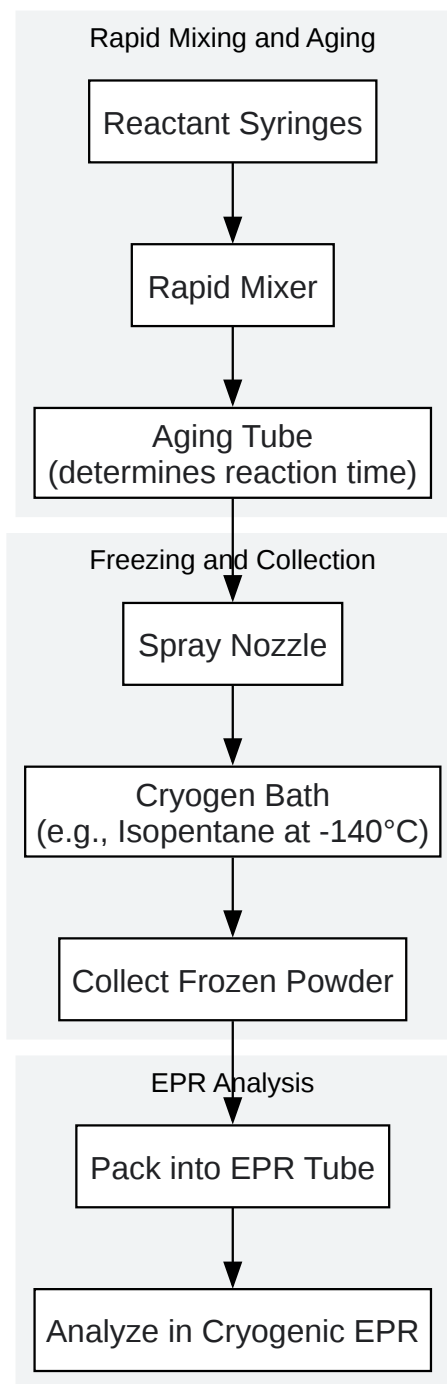 Rapid Mixing and Aging
Reactant Syringes
Rapid Mixer
Aging Tube
(determines reaction time)
Freezing and Collection
Spray Nozzle
Cryogen Bath
(e.g., Isopentane at -140°C)
Collect Frozen Powder
EPR Analysis
Pack into EPR Tube
Analyze in Cryogenic EPR